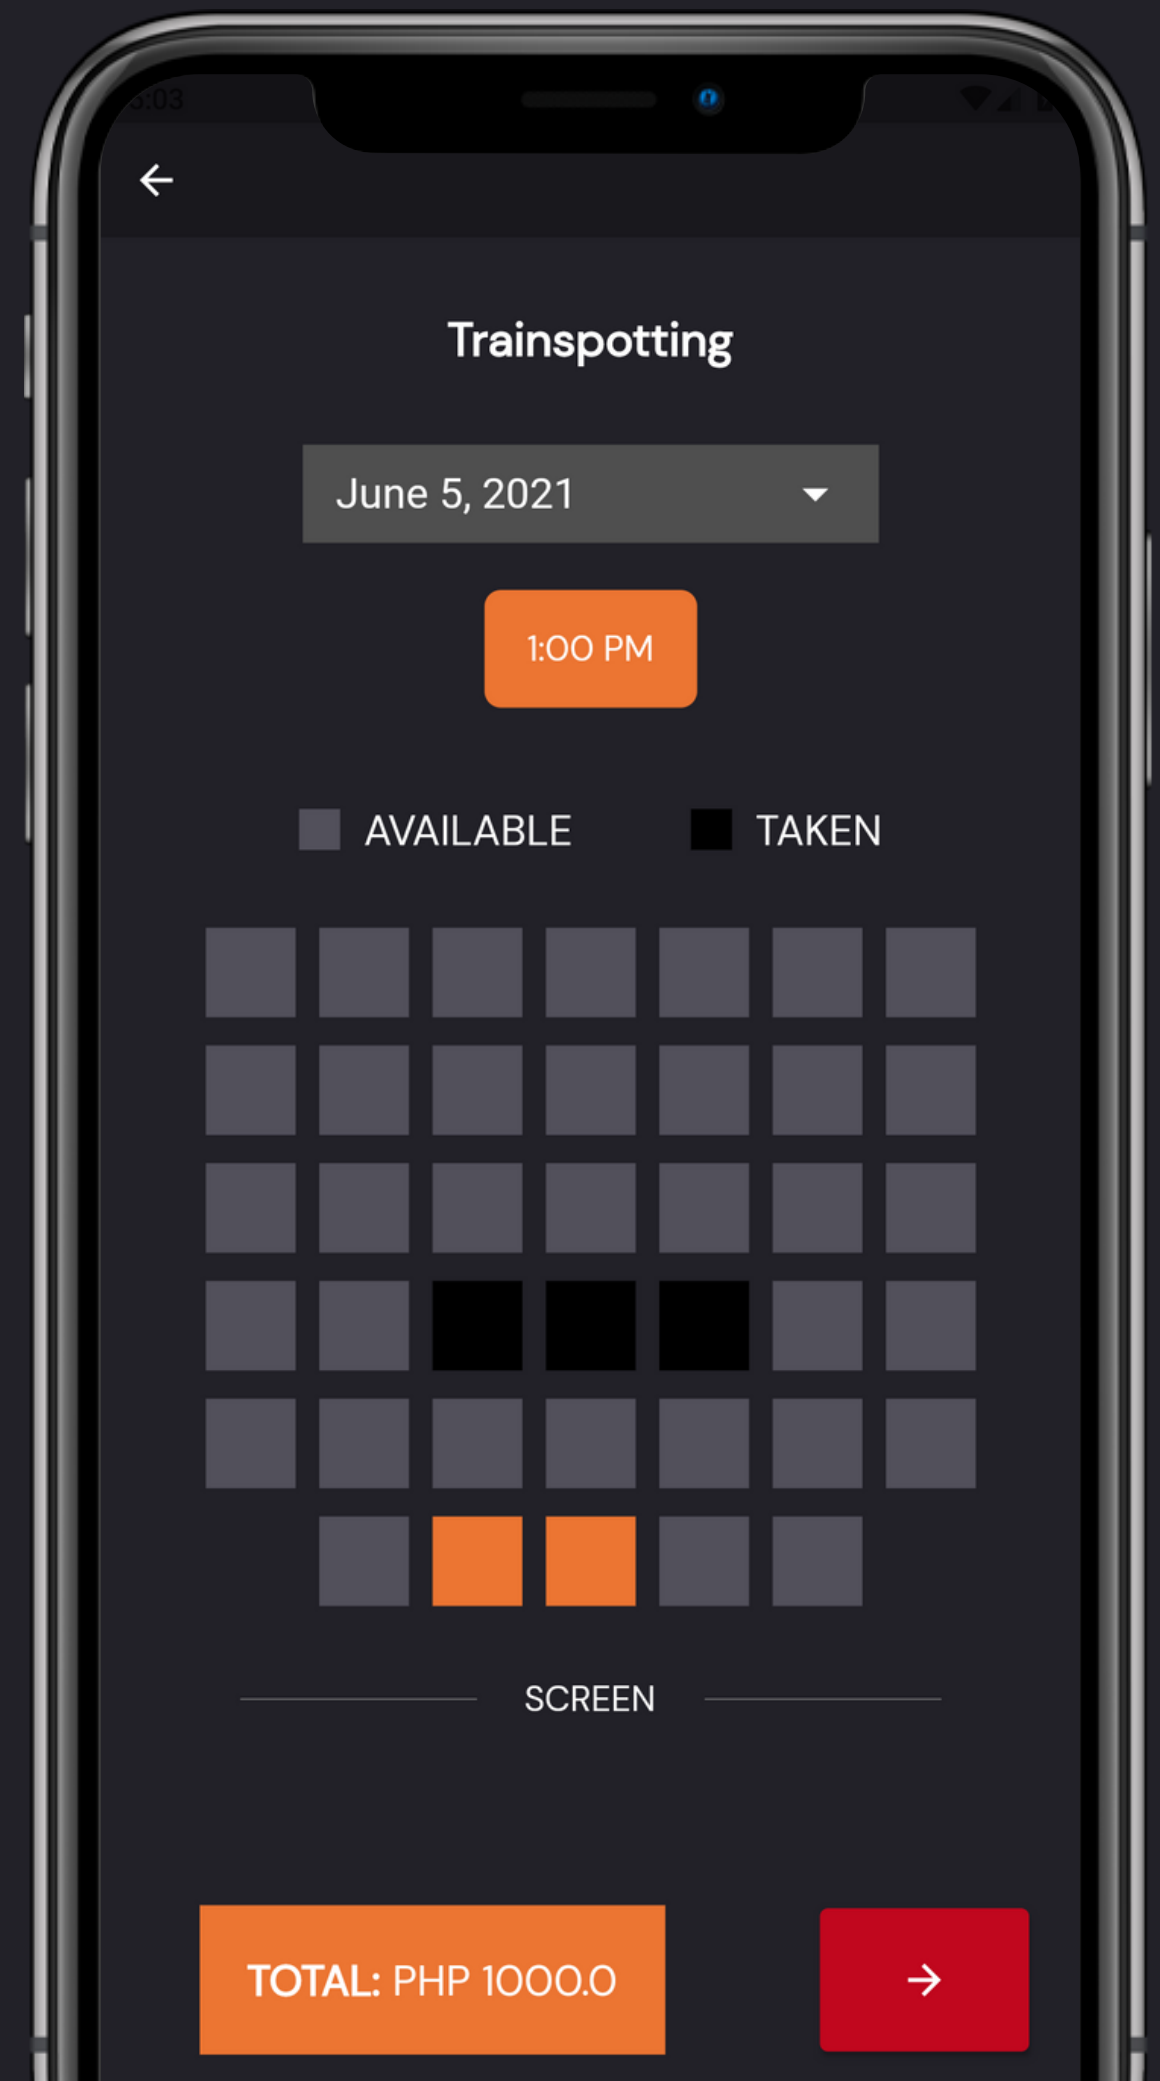 Trainspotting
June 5, 2021
1:00 PM
AVAILABLE
TAKEN
SCREEN
TOTAL: PHP 1000.0